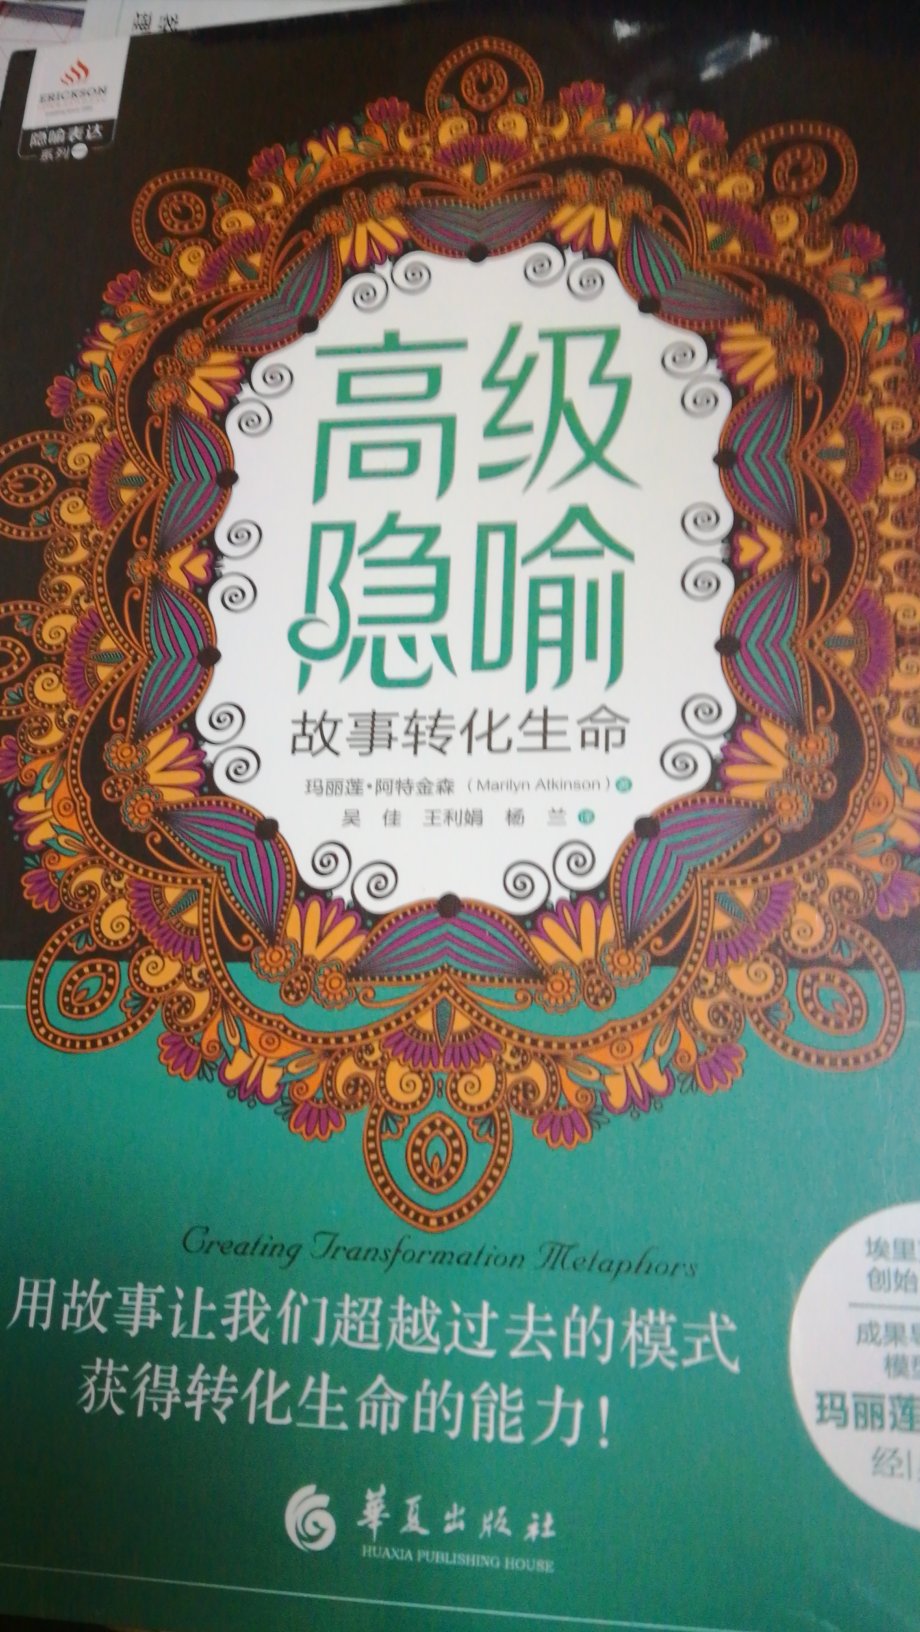 ERICKSON
隐喻表达
系列一
高级
隐喻
故事转化生命
玛丽莲·阿特金森（Marilyn Atkinson）著
吴 佳 王利娟 杨 兰 译
Creating Transformation Metaphors
用故事让我们超越过去的模式
获得转化生命的能力！
埃里
创始
成果
模
玛丽莲
经
華夏出版社
HUAXIA PUBLISHING HOUSE